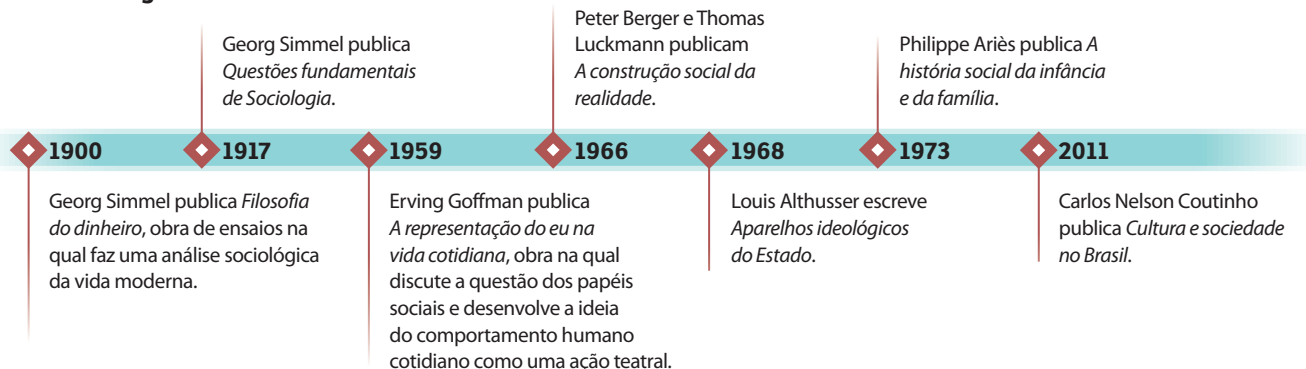 Georg Simmel publica
Questões fundamentais
de Sociologia.
Peter Berger e Thomas
Luckmann publicam
A construção social da
realidade.
Philippe Ariès publica A
história social da infância
e da família.
1900
1917
1959
1966
1968
1973
2011
Georg Simmel publica Filosofia
do dinheiro, obra de ensaios na
qual faz uma análise sociológica
da vida moderna.
Erving Goffman publica
A representação do eu na
vida cotidiana, obra na qual
discute a questão dos papéis
sociais e desenvolve a ideia
do comportamento humano
cotidiano como uma ação teatral.
Louis Althusser escreve
Aparelhos ideológicos
do Estado.
Carlos Nelson Coutinho
publica Cultura e sociedade
no Brasil.